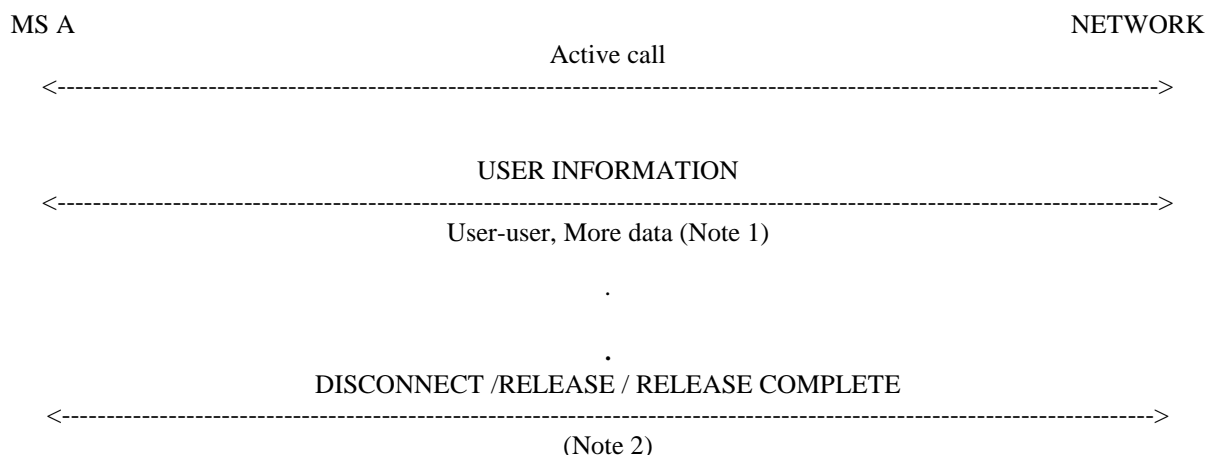 MS A NETWORK
Active call
<------------------------------------------------------------------------------------------------------------------------------>
USER INFORMATION
<------------------------------------------------------------------------------------------------------------------------------>
User-user, More data (Note 1)
.
.
DISCONNECT /RELEASE / RELEASE COMPLETE
<----------------------------------------------------------------------------------------------------------------------------->
(Note 2)